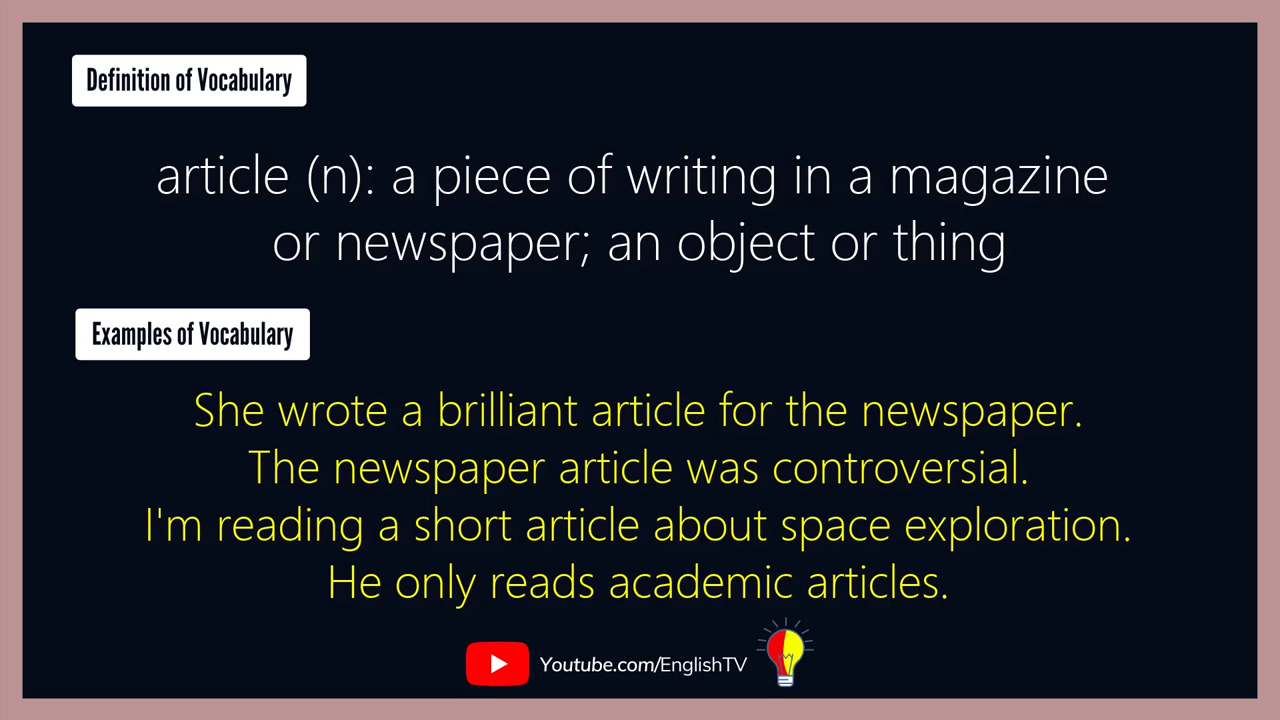 Definition of Vocabulary
article (n): a piece of writing in a magazine
or newspaper; an object or thing
Examples of Vocabulary
She wrote a brilliant article for the newspaper.
The newspaper article was controversial.
I'm reading a short article about space exploration.
He only reads academic articles.
Youtube.com/EnglishTV